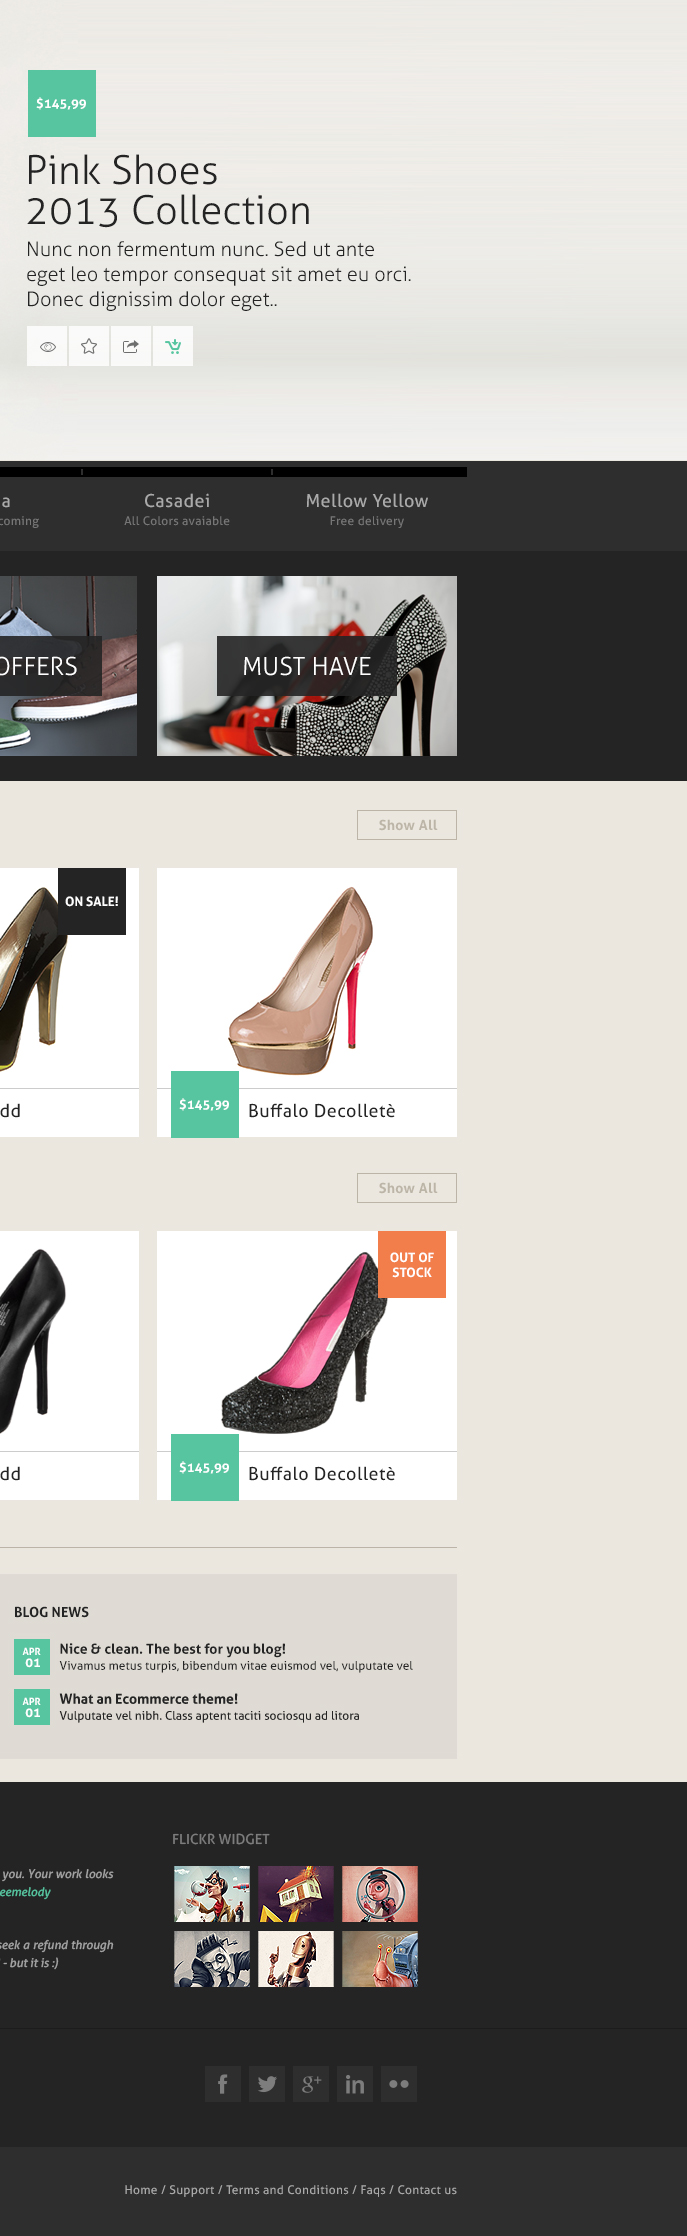 $145,99
Pink Shoes
2013 Collection
Nunc non fermentum nunc. Sed ut ante
eget leo tempor consequat sit amet eu orci.
Donec dignissim dolor eget..
a
Casadei
Mellow Yellow
coming
All Colors avaiable
Free delivery
OFFERS
MUST HAVE
Show All
ON SALE!
dd
$145,99
Buffalo Decolletè
Show All
OUT OF
STOCK
dd
$145,99
Buffalo Decolletè
BLOG NEWS
APR
01
Nice & clean. The best for you blog!
Vivamus metus turpis, bibendum vitae euismod vel, vulputate vel
APR
01
What an Ecommerce theme!
Vulputate vel nibh. Class aptent taciti sociosqu ad litora
FLICKR WIDGET
you. Your work looks
eemelody
seek a refund through
- but it is :)
f
g+
in
Home / Support / Terms and Conditions / Faqs / Contact us